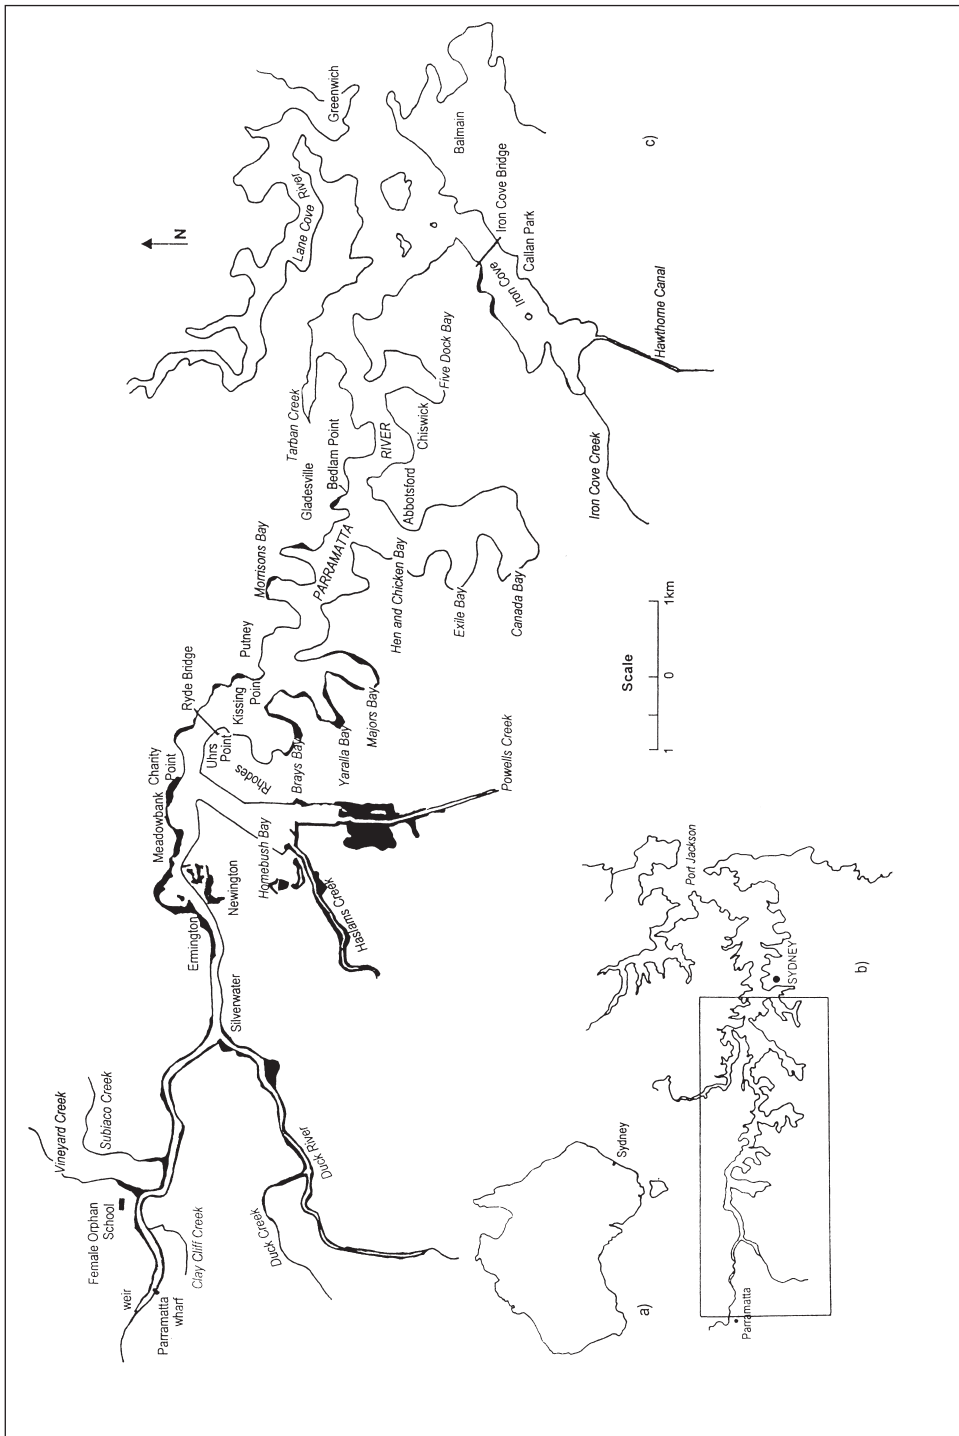 Vineyard Creek
Subiaco Creek
Female Orphan
School
weir
Parramatta
wharf
Clay Cliff Creek
Duck Creek
Duck River
Silverwater
Ermington
Newington
Meadowbank
Charity
Point
Homebush Bay
Haslams Creek
Powells Creek
Ryde Bridge
Uhrs
Point
Rhodes
Kissing
Point
Brays Bay
Yaralla Bay
Majors Bay
Putney
Morrisons Bay
PARRAMATTA
RIVER
Hen and Chicken Bay
Exile Bay
Canada Bay
Gladesville
Bedlam Point
Tarban Creek
Abbotsford
Chiswick
Five Dock Bay
Lane Cove River
Greenwich
N
Balmain
Iron Cove Bridge
Iron Cove
Callan Park
Iron Cove Creek
Hawthorne Canal
c)
Scale
1
0
1km
Sydney
a)
Parramatta
Port Jackson
SYDNEY
b)